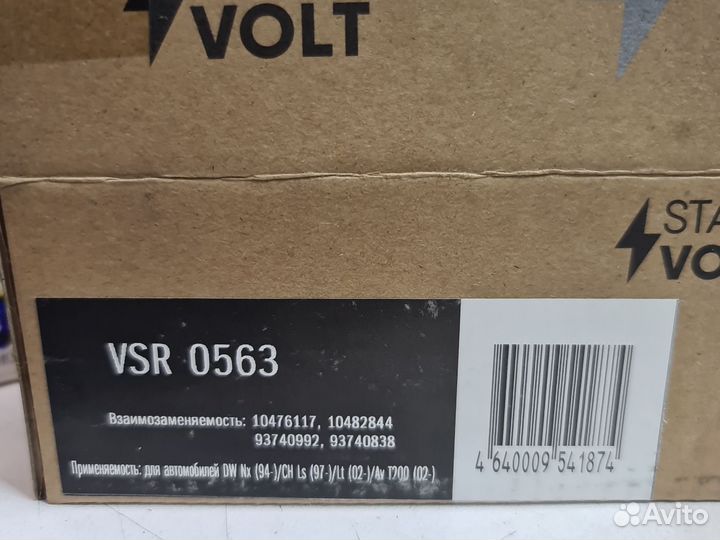 VOLT
STA
VO
VSR 0563
Взаимозаменяемость: 10476117, 10482844
93740992, 93740838
Применяемость: для автомобилей DW Nx (94-)/CH Ls (97-)/Lt (02-)/Av T200 (02-)
4 640009 541874
Avito